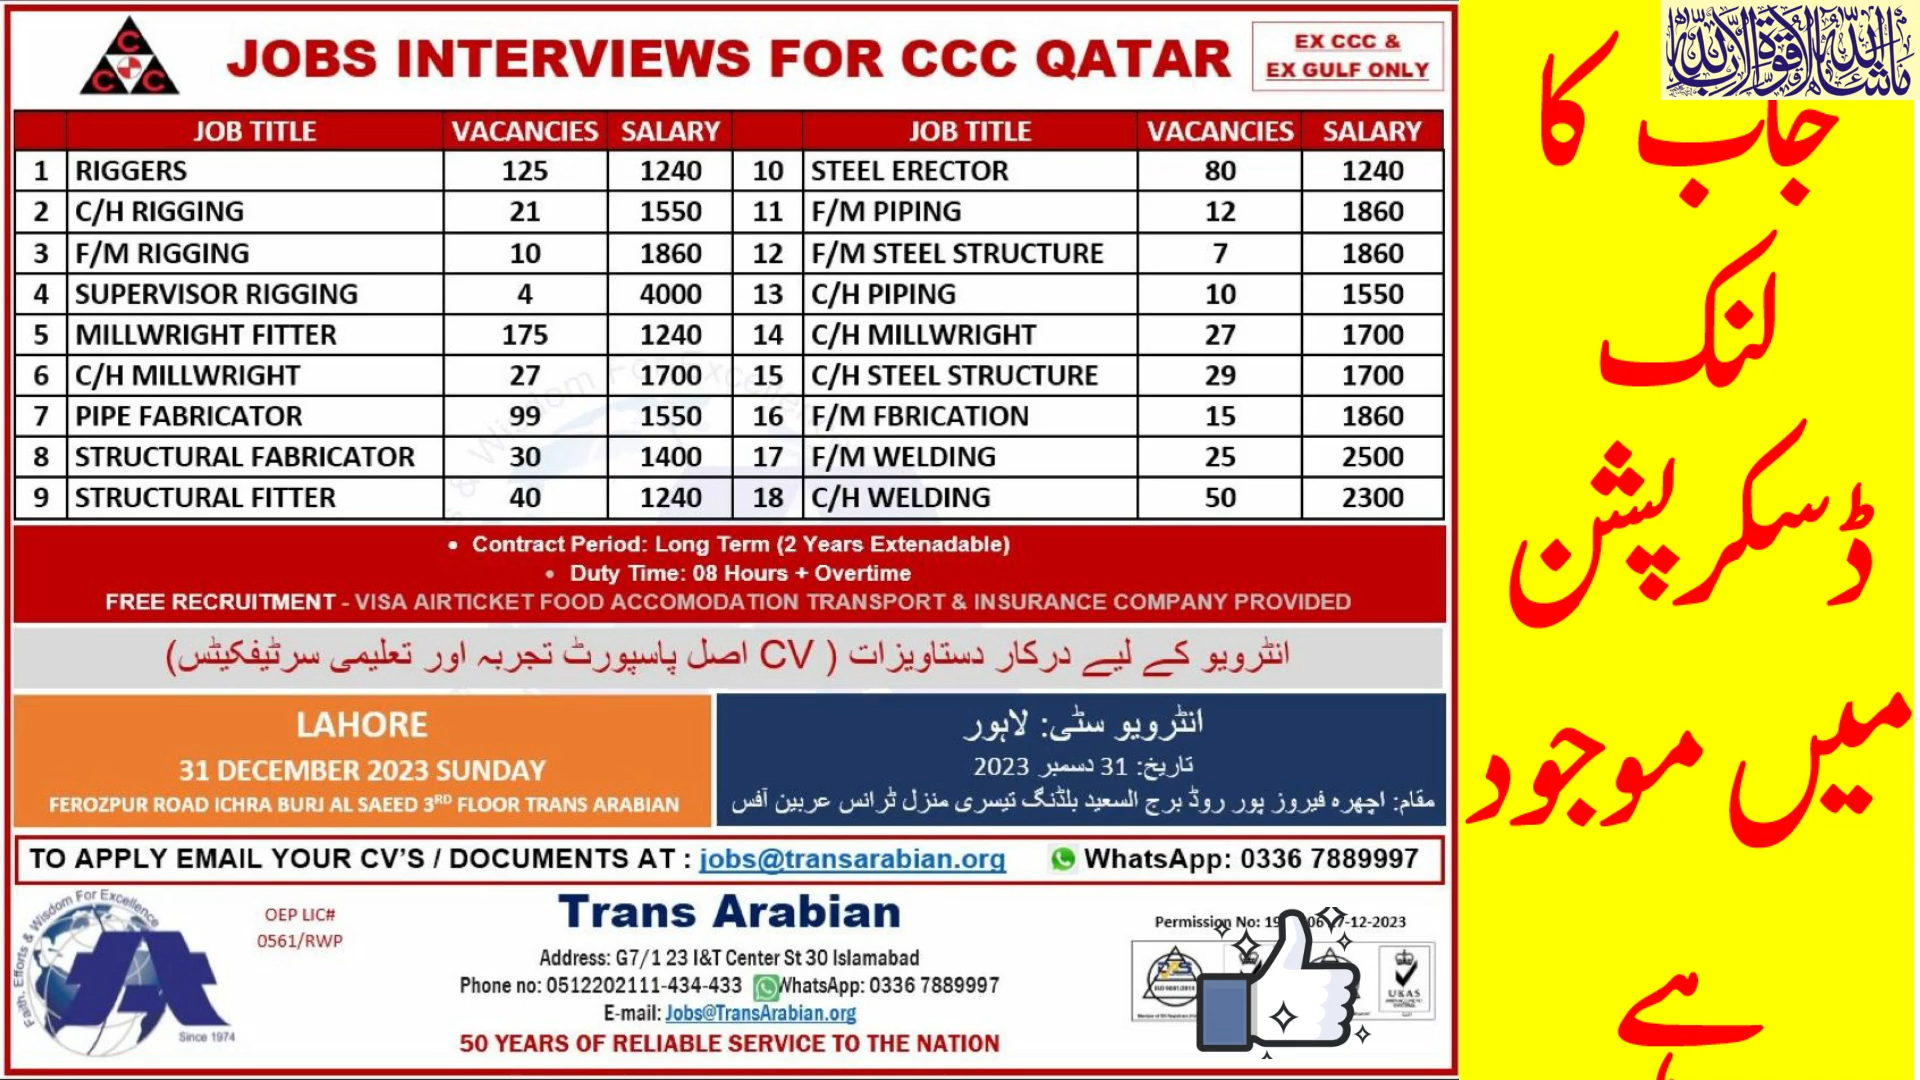 C
C C
JOBS INTERVIEWS FOR CCC QATAR
EX CCC &
EX GULF ONLY
JOB TITLE VACANCIES SALARY JOB TITLE VACANCIES SALARY
1 RIGGERS 125 1240 10 STEEL ERECTOR 80 1240
2 C/H RIGGING 21 1550 11 F/M PIPING 12 1860
3 F/M RIGGING 10 1860 12 F/M STEEL STRUCTURE 7 1860
4 SUPERVISOR RIGGING 4 4000 13 C/H PIPING 10 1550
5 MILLWRIGHT FITTER 175 1240 14 C/H MILLWRIGHT 27 1700
6 C/H MILLWRIGHT 27 1700 15 C/H STEEL STRUCTURE 29 1700
7 PIPE FABRICATOR 99 1550 16 F/M FBRICATION 15 1860
8 STRUCTURAL FABRICATOR 30 1400 17 F/M WELDING 25 2500
9 STRUCTURAL FITTER 40 1240 18 C/H WELDING 50 2300
• Contract Period: Long Term (2 Years Extenadable)
• Duty Time: 08 Hours + Overtime
FREE RECRUITMENT - VISA AIRTICKET FOOD ACCOMODATION TRANSPORT & INSURANCE COMPANY PROVIDED
انٹرویو کے لیے درکار دستاویزات ( CV اصل پاسپورٹ تجربہ اور تعلیمی سرٹیفکیٹس)
LAHORE
31 DECEMBER 2023 SUNDAY
FEROZPUR ROAD ICHRA BURJ AL SAEED 3RD FLOOR TRANS ARABIAN
انٹرویو سٹی: لاہور
تاریخ: 31 دسمبر 2023
مقام: اچھرہ فیروز پور روڈ برج السعید بلڈنگ تیسری منزل ٹرانس عربین آفس
TO APPLY EMAIL YOUR CV'S / DOCUMENTS AT : jobs@transarabian.org WhatsApp: 0336 7889997
Faith, Efforts & Wisdom For Excellence
Since 1974
OEP LIC#
0561/RWP
Trans Arabian
Address: G7/1 23 I&T Center St 30 Islamabad
Phone no: 0512202111-434-433 WhatsApp: 0336 7889997
E-mail: Jobs@TransArabian.org
50 YEARS OF RELIABLE SERVICE TO THE NATION
Permission No: 7-12-2023
UKAS
ماشاءاللہ لا قوۃ الا باللہ
جاب کا
لنک
ڈسکرپشن
میں موجود
ہے